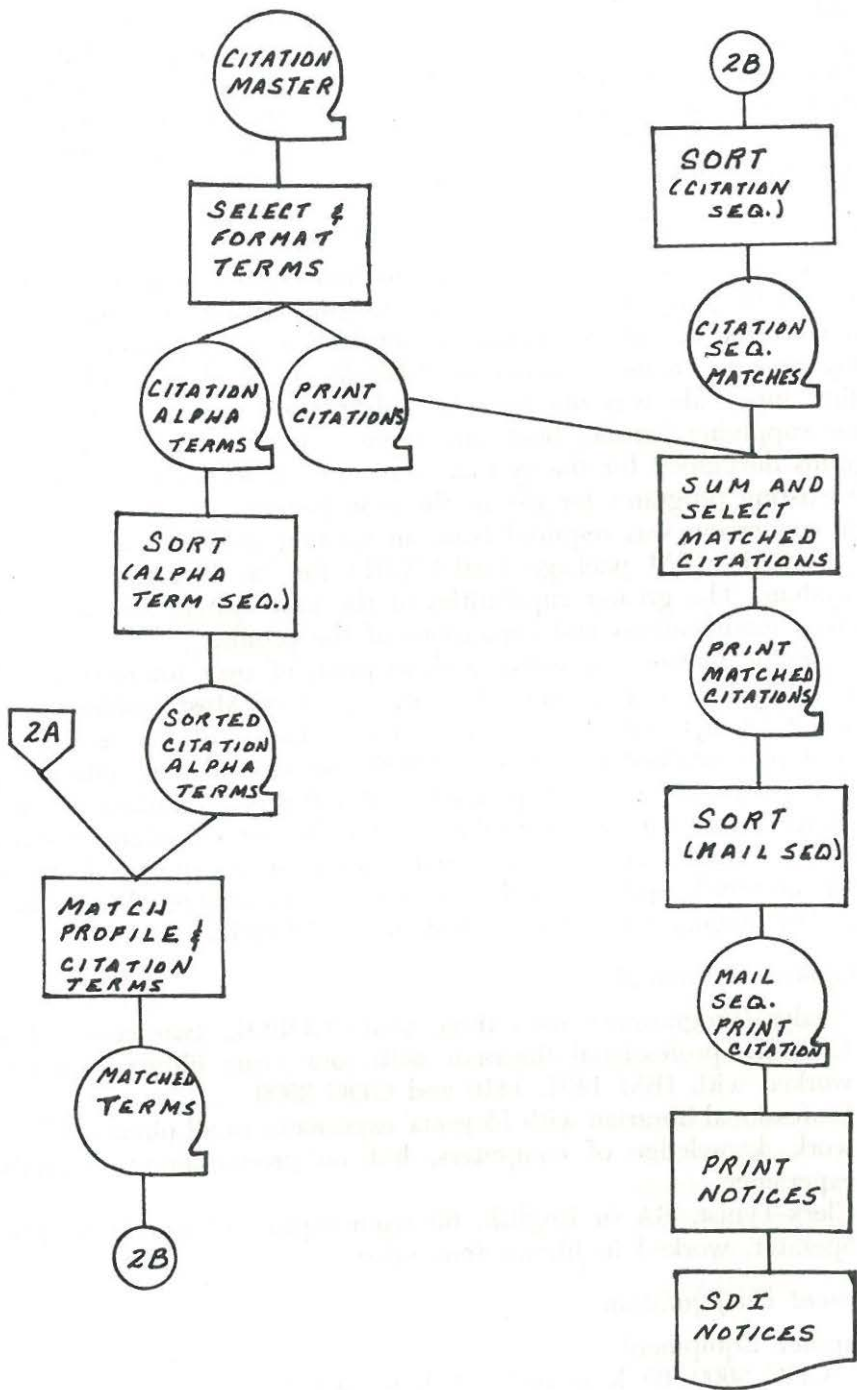 CITATION
MASTER
SELECT &
FORMAT
TERMS
CITATION
ALPHA
TERMS
PRINT
CITATIONS
SORT
(ALPHA
TERM SEQ.)
2A
SORTED
CITATION
ALPHA
TERMS
MATCH
PROFILE &
CITATION
TERMS
MATCHED
TERMS
2B
2B
SORT
(CITATION
SEQ.)
CITATION
SEQ.
MATCHES
SUM AND
SELECT
MATCHED
CITATIONS
PRINT
MATCHED
CITATIONS
SORT
(MAIL SEQ)
MAIL
SEQ.
PRINT
CITATION
PRINT
NOTICES
SDI
NOTICES